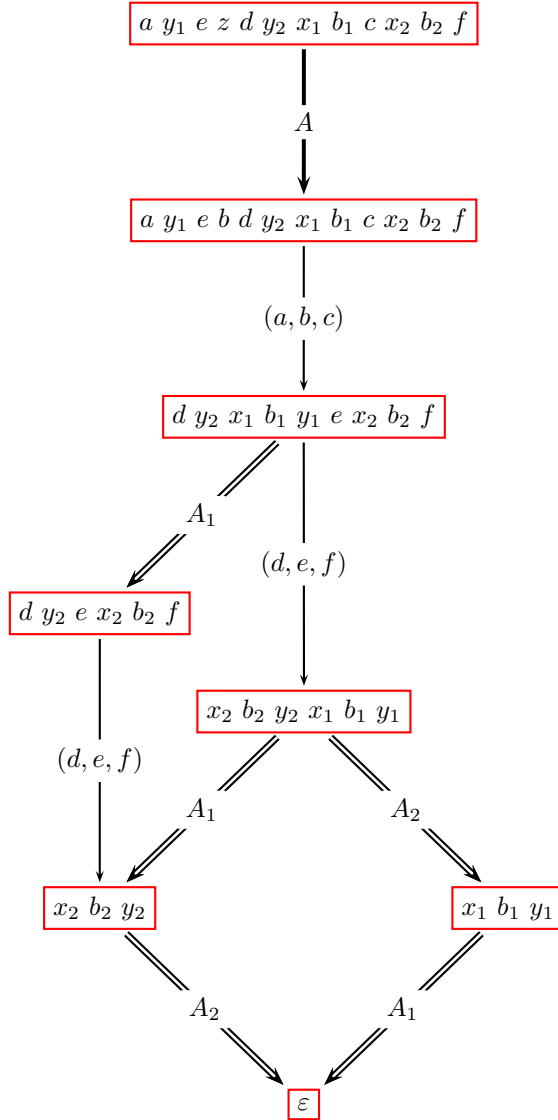 a y₁ e z d y₂ x₁ b₁ c x₂ b₂ f
A
a y₁ e b d y₂ x₁ b₁ c x₂ b₂ f
(a, b, c)
d y₂ x₁ b₁ y₁ e x₂ b₂ f
A₁
(d, e, f)
d y₂ e x₂ b₂ f
x₂ b₂ y₂ x₁ b₁ y₁
(d, e, f)
A₁ A₂
x₂ b₂ y₂ x₁ b₁ y₁
A₂ A₁
ε